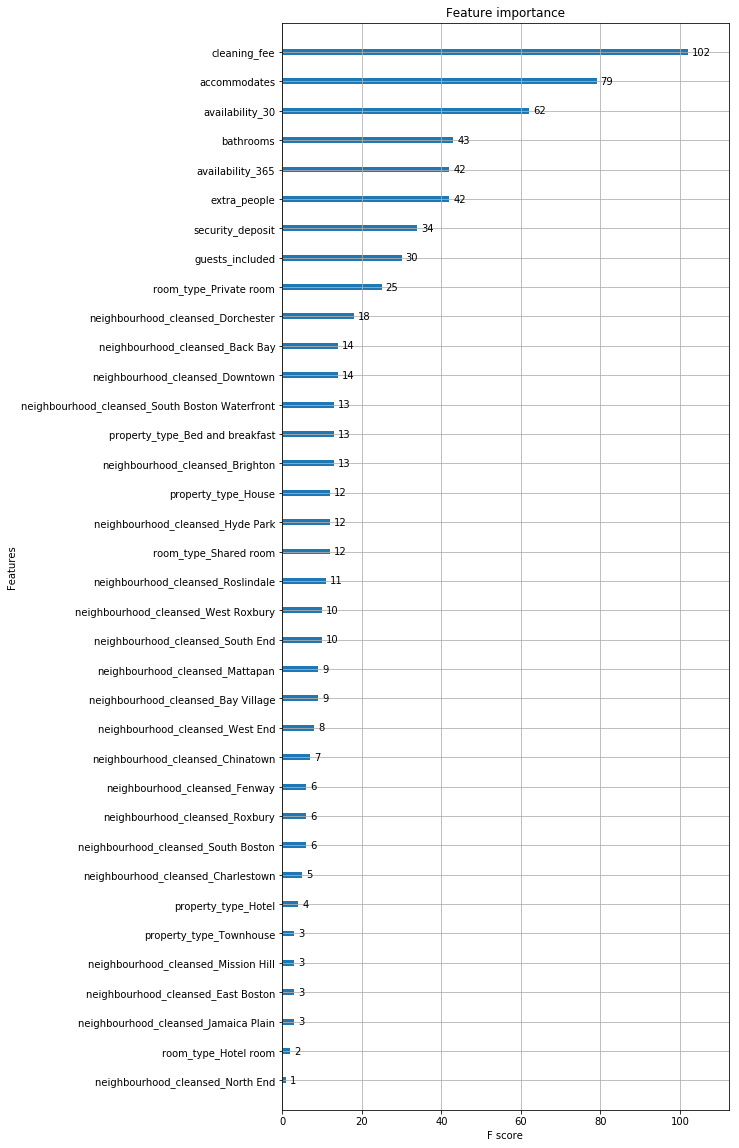 Feature importance
cleaning_fee 102
accommodates 79
availability_30 62
bathrooms 43
availability_365 42
extra_people 42
security_deposit 34
guests_included 30
room_type_Private room 25
neighbourhood_cleansed_Dorchester 18
neighbourhood_cleansed_Back Bay 14
neighbourhood_cleansed_Downtown 14
neighbourhood_cleansed_South Boston Waterfront 13
property_type_Bed and breakfast 13
neighbourhood_cleansed_Brighton 13
property_type_House 12
neighbourhood_cleansed_Hyde Park 12
room_type_Shared room 12
neighbourhood_cleansed_Roslindale 11
neighbourhood_cleansed_West Roxbury 10
neighbourhood_cleansed_South End 10
neighbourhood_cleansed_Mattapan 9
neighbourhood_cleansed_Bay Village 9
neighbourhood_cleansed_West End 8
neighbourhood_cleansed_Chinatown 7
neighbourhood_cleansed_Fenway 6
neighbourhood_cleansed_Roxbury 6
neighbourhood_cleansed_South Boston 6
neighbourhood_cleansed_Charlestown 5
property_type_Hotel 4
property_type_Townhouse 3
neighbourhood_cleansed_Mission Hill 3
neighbourhood_cleansed_East Boston 3
neighbourhood_cleansed_Jamaica Plain 3
room_type_Hotel room 2
neighbourhood_cleansed_North End 1
Features
0 20 40 60 80 100
F score